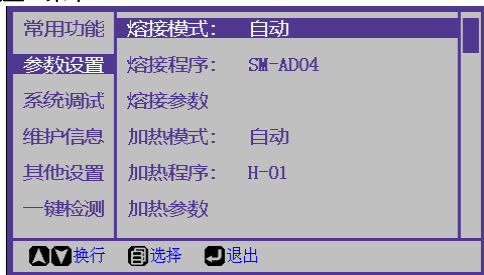 常用功能
参数设置
系统调试
维护信息
其他设置
一键检测
熔接模式: 自动
熔接程序: SM-AD04
熔接参数
加热模式: 自动
加热程序: H-01
加热参数
换行 选择 退出